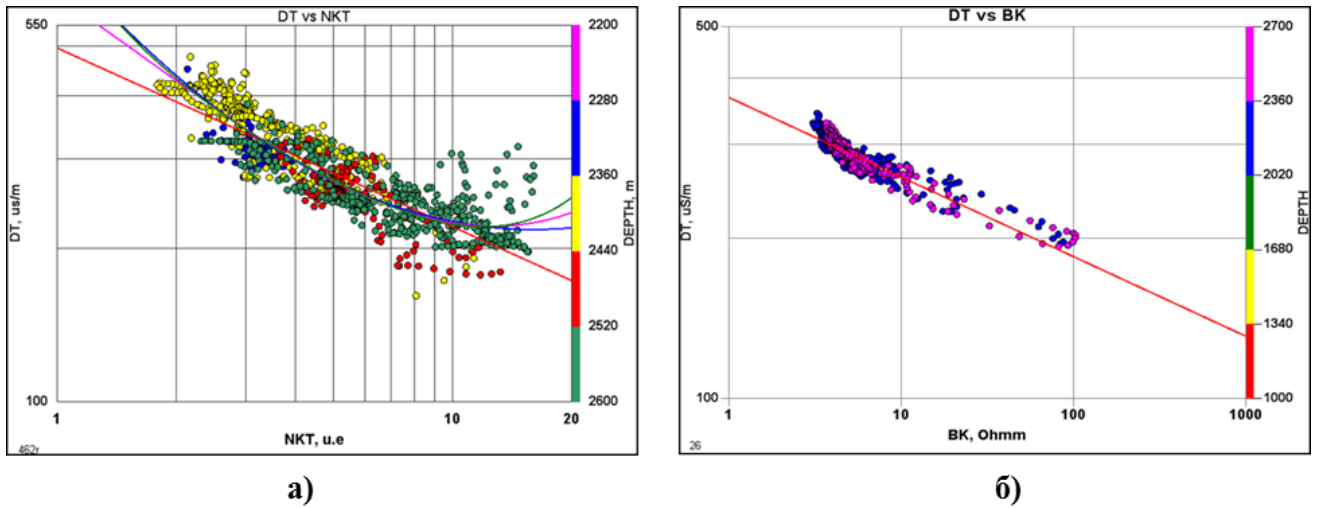 DT vs NKT
550
100
DT, us/m
1
10
20
NKT, u.e
462г
2200
2280
2360
2440
2520
2600
DEPTH, m
а)
DT vs BK
500
100
DT, uS/m
1
10
100
1000
BK, Ohmm
26
2700
2360
2020
1680
1340
1000
DEPTH
б)